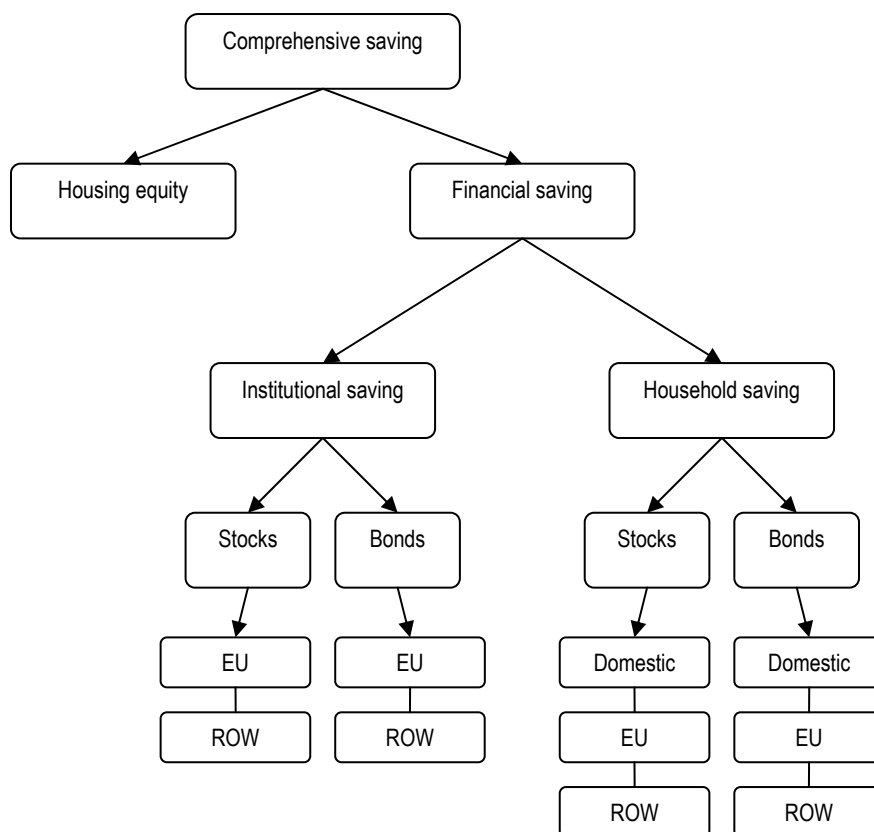 Comprehensive saving
Housing equity
Financial saving
Institutional saving
Household saving
Stocks
Bonds
Stocks
Bonds
EU
EU
Domestic
Domestic
ROW
ROW
EU
EU
ROW
ROW